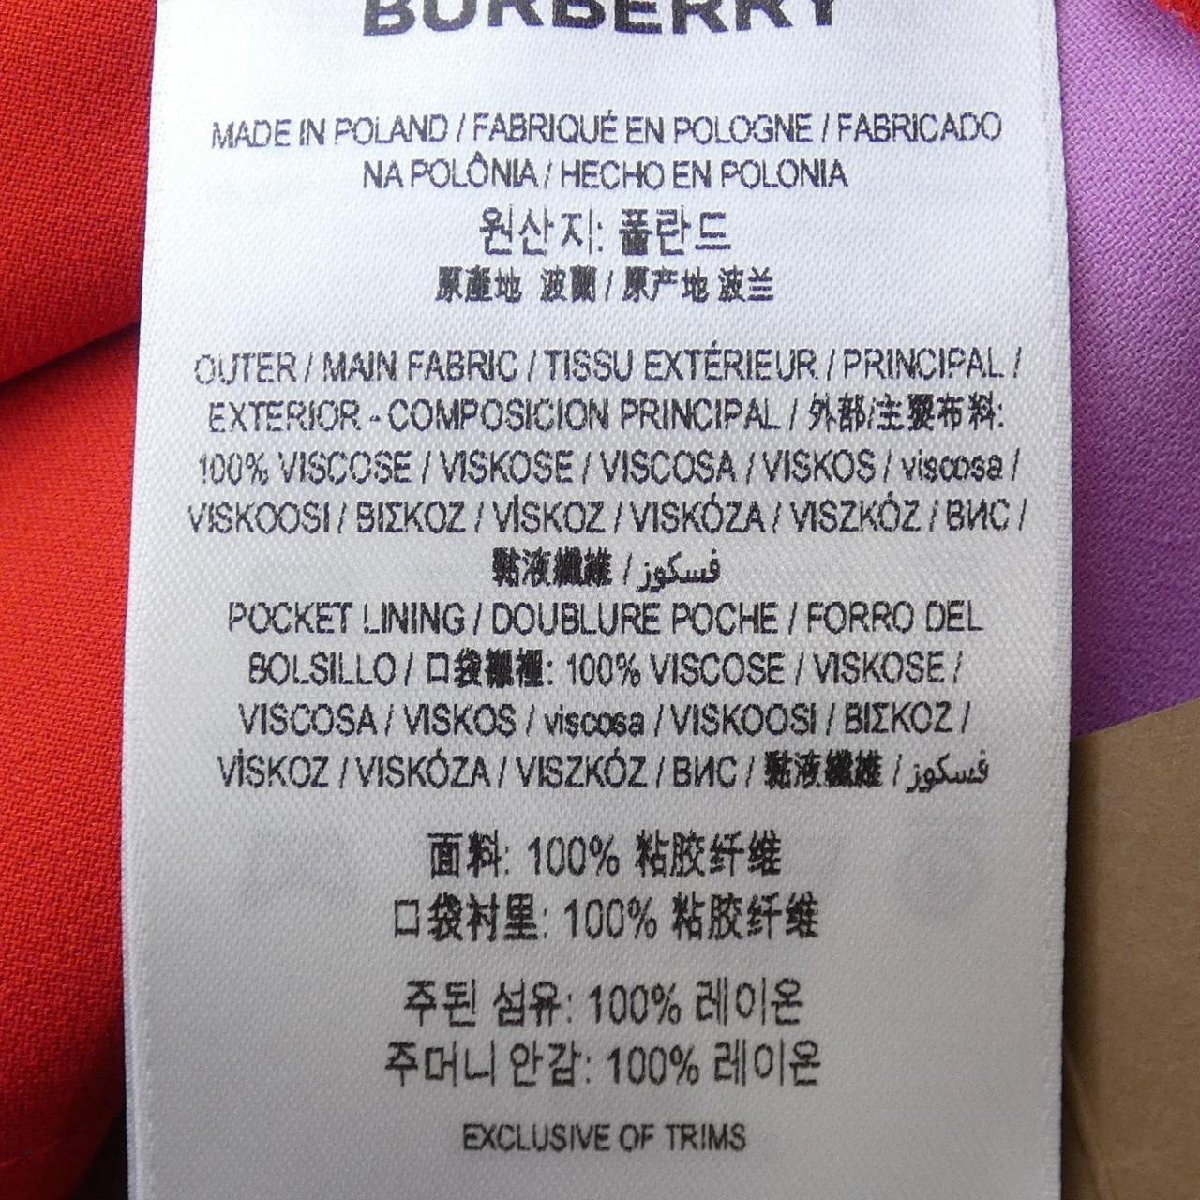 BURBERRY
MADE IN POLAND / FABRIQUÉ EN POLOGNE / FABRICADO
NA POLÔNIA / HECHO EN POLONIA
원산지: 폴란드
原產地 波蘭 / 原产地 波兰
OUTER / MAIN FABRIC / TISSU EXTÉRIEUR / PRINCIPAL /
EXTERIOR - COMPOSICION PRINCIPAL / 外部/主要布料:
100% VISCOSE / VISKOSE / VISCOSA / VISKOS / viscosa /
VISKOOSI / ΒΙΣΚΟΖ / VİSKOZ / VISKÓZA / VISZKÓZ / ВИС /
黏液纖維 / فسكوز
POCKET LINING / DOUBLURE POCHE / FORRO DEL
BOLSILLO / 口袋襯裡: 100% VISCOSE / VISKOSE /
VISCOSA / VISKOS / viscosa / VISKOOSI / ΒΙΣΚΟΖ /
VİSKOZ / VISKÓZA / VISZKÓZ / ВИС / 黏液纖維 / فسكوز
面料: 100% 粘胶纤维
口袋衬里: 100% 粘胶纤维
주된 섬유: 100% 레이온
주머니 안감: 100% 레이온
EXCLUSIVE OF TRIMS